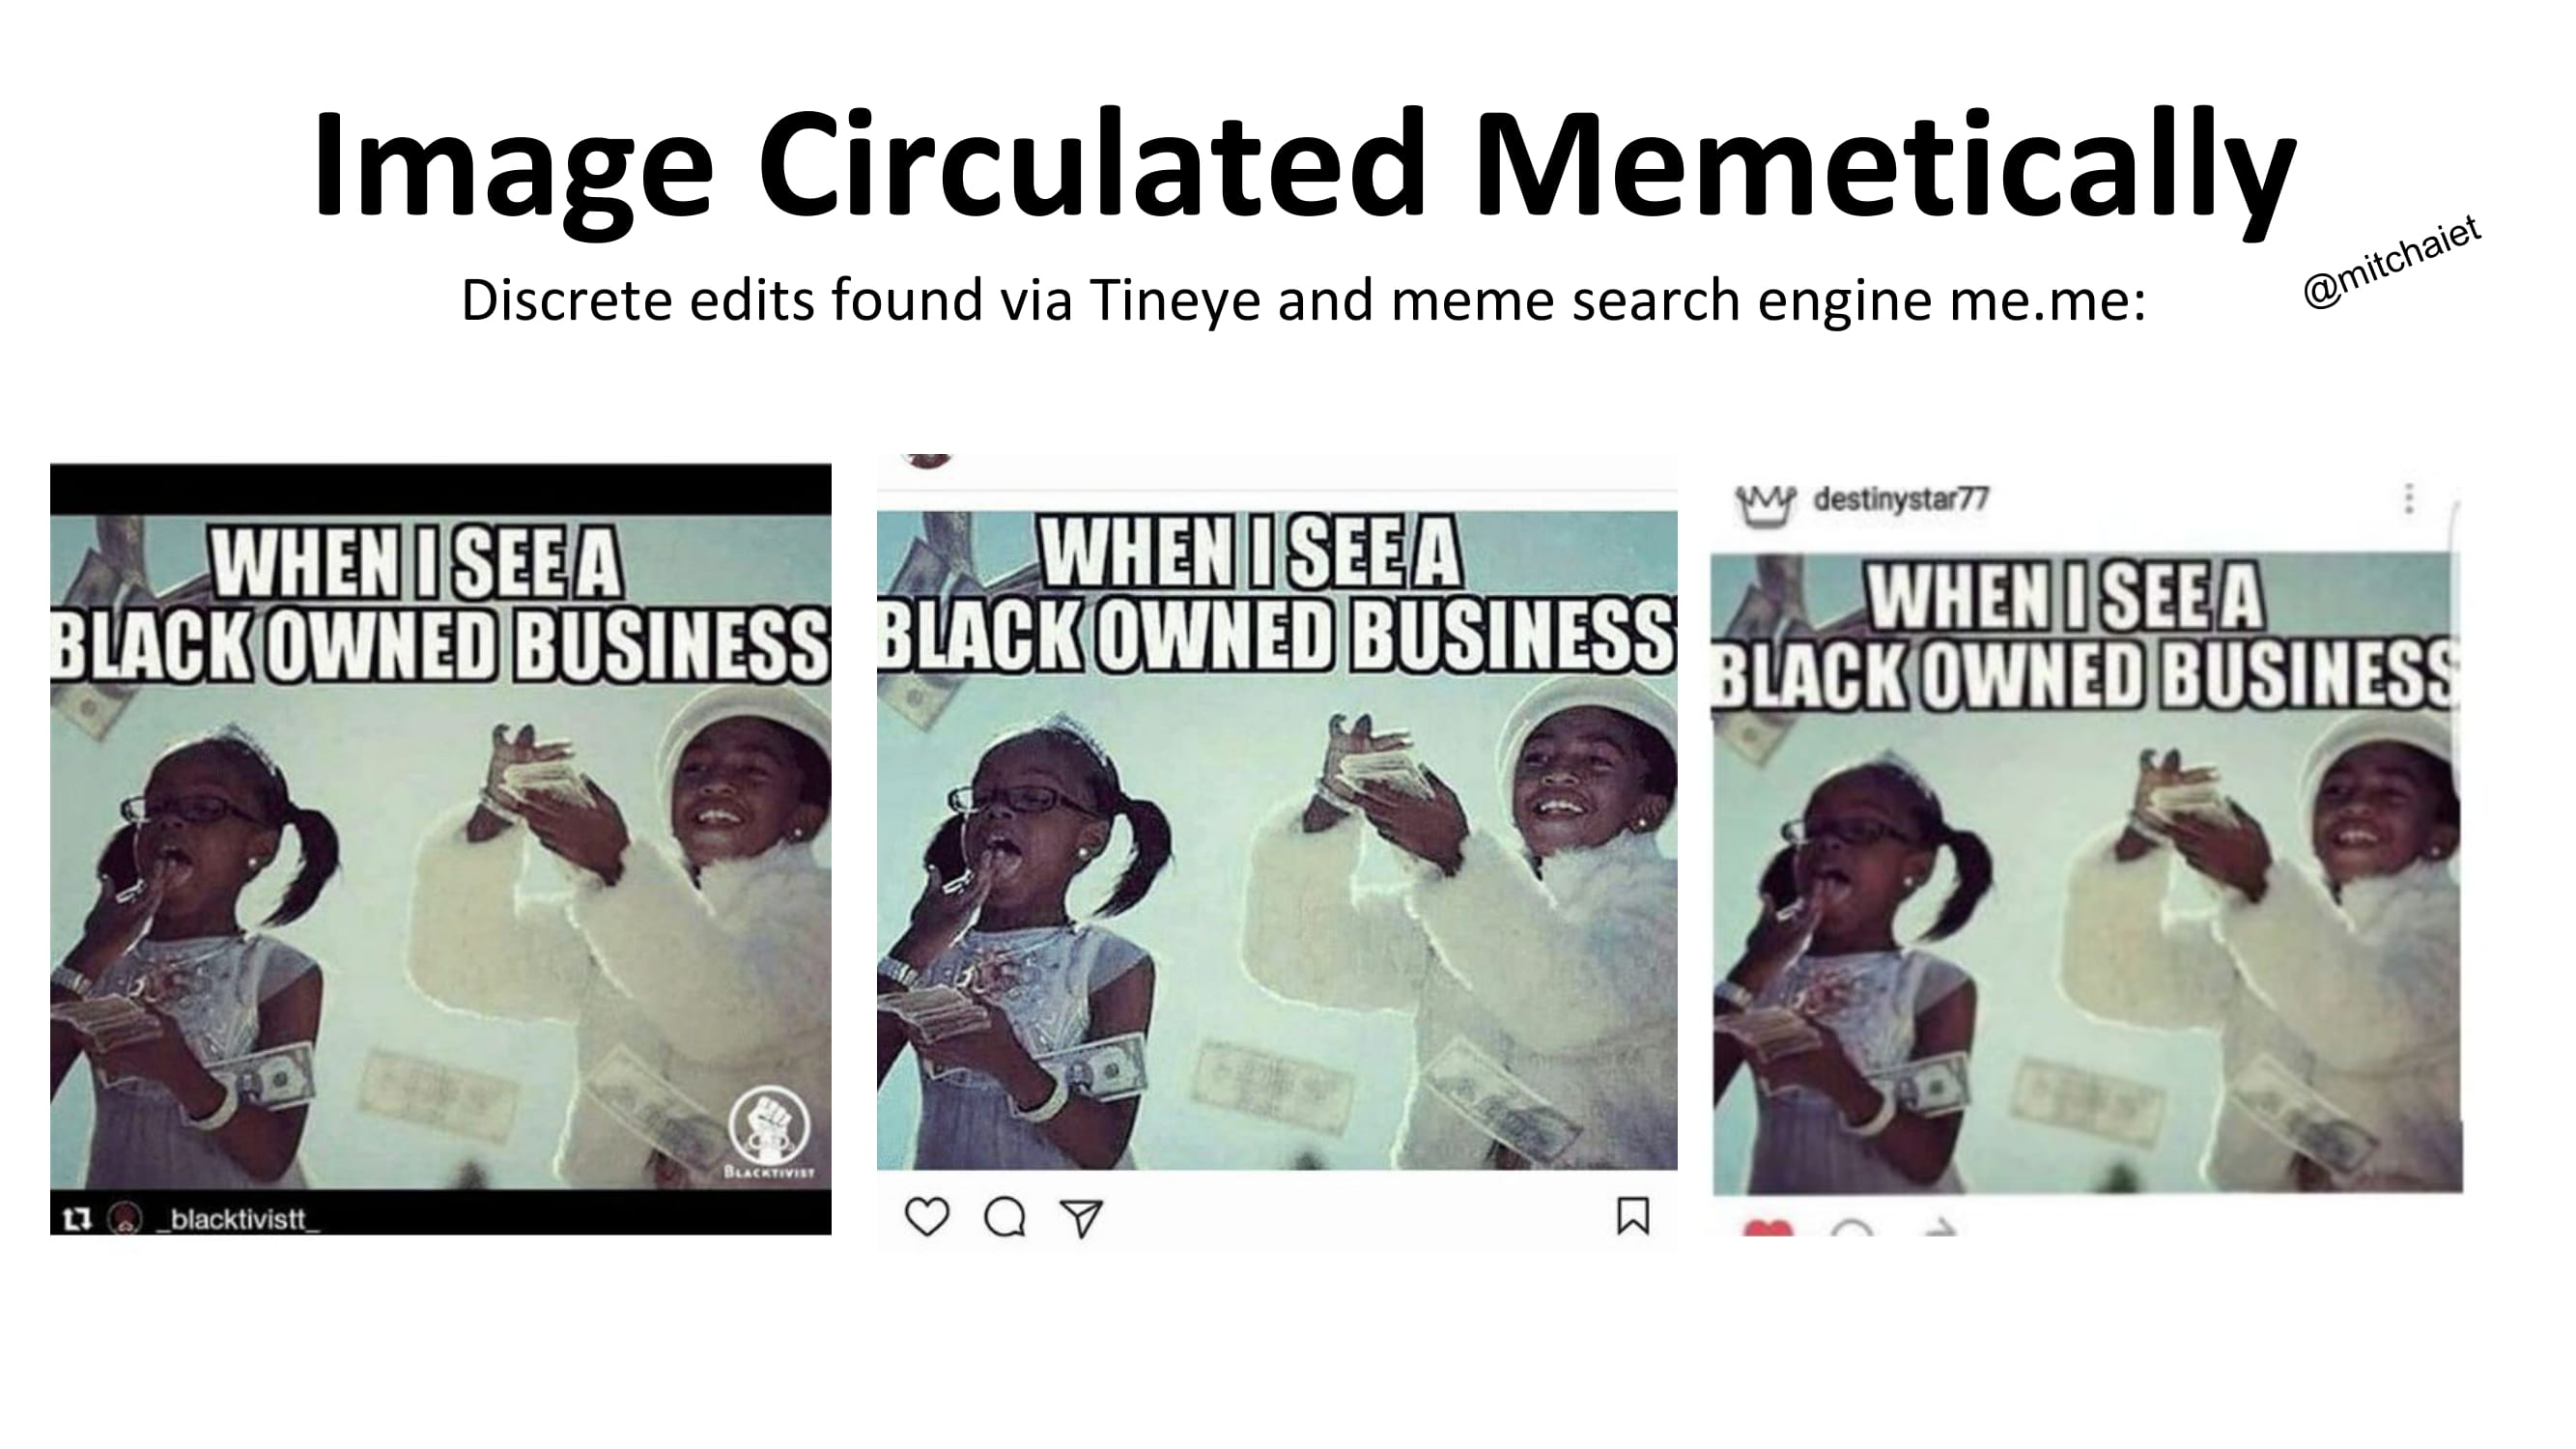 Image Circulated Memetically
@mitchaiet
Discrete edits found via Tineye and meme search engine me.me:
WHEN I SEE A
BLACK OWNED BUSINESS
BLACKTIVIST
_blacktivistt_
WHEN I SEE A
BLACK OWNED BUSINESS
destinystar77
WHEN I SEE A
BLACK OWNED BUSINESS